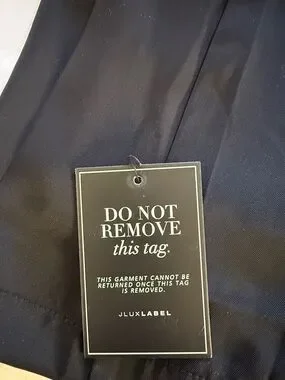 DO NOT
REMOVE
this tag.
THIS GARMENT CANNOT BE
RETURNED ONCE THIS TAG
IS REMOVED.
JLUXLABEL